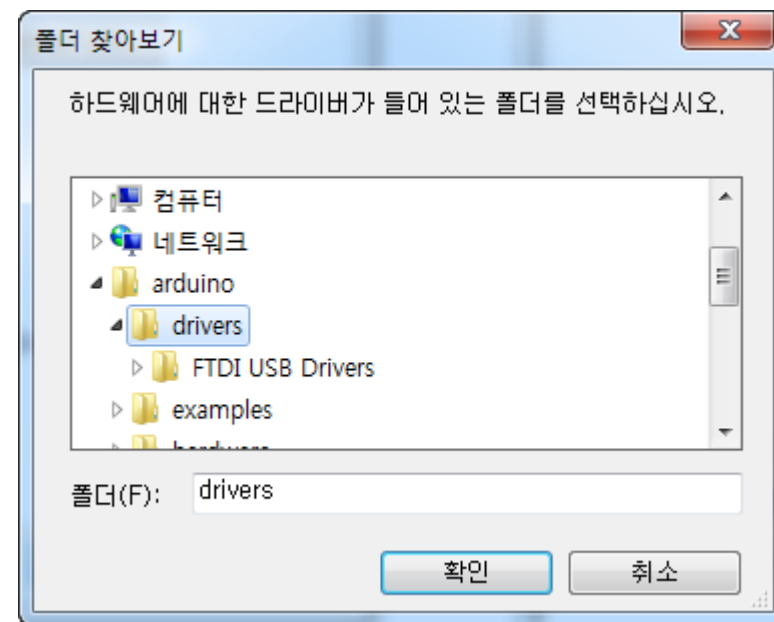 폴더 찾아보기
하드웨어에 대한 드라이버가 들어 있는 폴더를 선택하십시오.
컴퓨터
네트워크
arduino
drivers
FTDI USB Drivers
examples
폴더(F): drivers
확인 취소